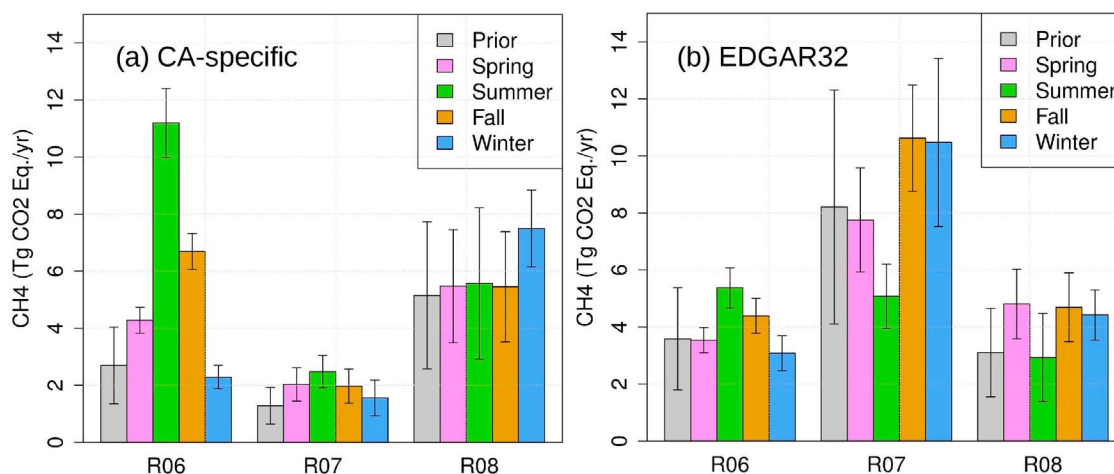 (a) CA-specific
Prior
Spring
Summer
Fall
Winter
CH4 (Tg CO2 Eq./yr)
14
12
10
8
6
4
2
0
R06
R07
R08
(b) EDGAR32
Prior
Spring
Summer
Fall
Winter
CH4 (Tg CO2 Eq./yr)
14
12
10
8
6
4
2
0
R06
R07
R08